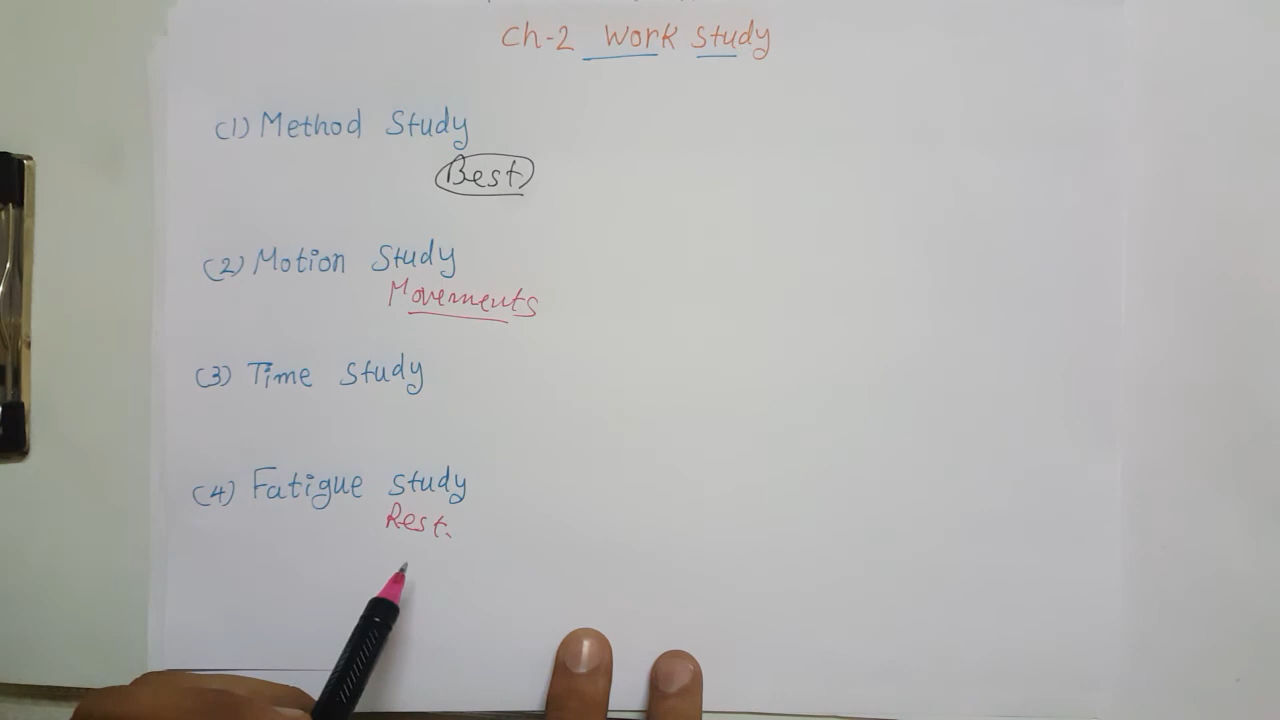 Ch-2 Work Study
(1) Method Study
Best
(2) Motion Study
Movements
(3) Time Study
(4) Fatigue Study
Rest.